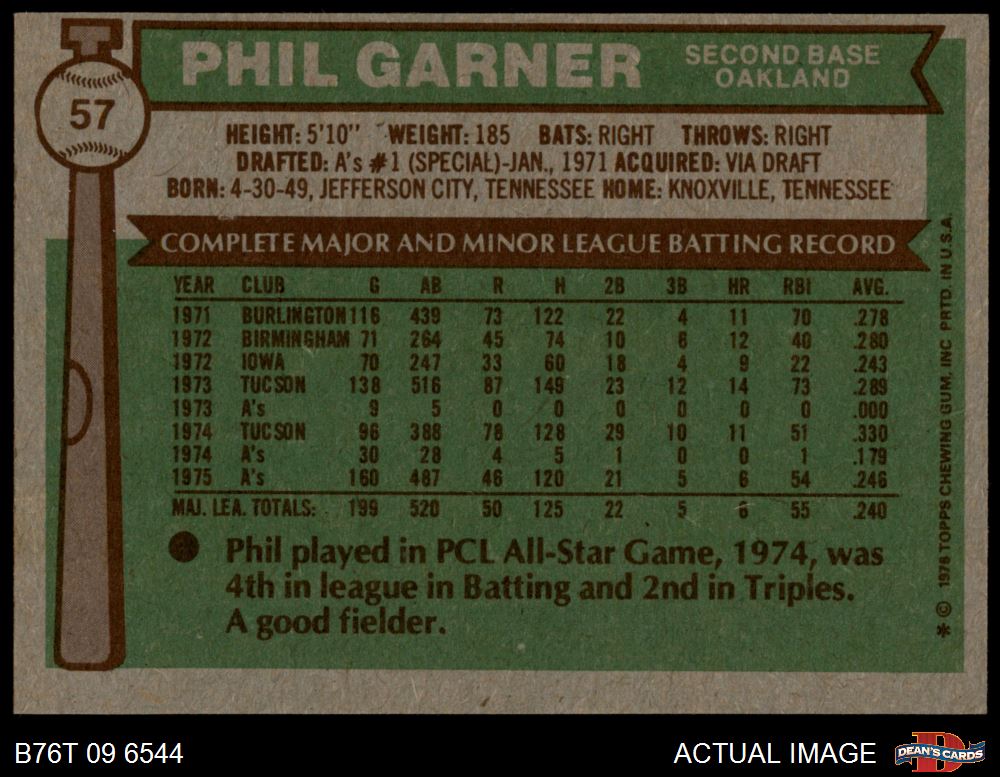 PHIL GARNER
SECOND BASE
OAKLAND
57
HEIGHT: 5'10" WEIGHT: 185 BATS: RIGHT THROWS: RIGHT
DRAFTED: A's #1 (SPECIAL)-JAN., 1971 ACQUIRED: VIA DRAFT
BORN: 4-30-49, JEFFERSON CITY, TENNESSEE HOME: KNOXVILLE, TENNESSEE
COMPLETE MAJOR AND MINOR LEAGUE BATTING RECORD
YEAR CLUB G AB R H 2B 3B HR RBI AVG.
1971 BURLINGTON 116 439 73 122 22 4 11 70 .278
1972 BIRMINGHAM 71 264 45 74 10 6 12 40 .280
1972 IOWA 70 247 33 60 18 4 9 22 .243
1973 TUCSON 138 516 87 149 23 12 14 73 .289
1973 A's 9 5 0 0 0 0 0 0 .000
1974 TUCSON 96 388 78 128 29 10 11 51 .330
1974 A's 30 28 4 5 1 0 0 1 .179
1975 A's 160 487 46 120 21 5 6 54 .246
MAJ. LEA. TOTALS: 199 520 50 125 22 5 6 55 .240
● Phil played in PCL All-Star Game, 1974, was
4th in league in Batting and 2nd in Triples.
A good fielder.
* © 1976 TOPPS CHEWING GUM, INC PRTD. IN U.S.A.
B76T 09 6544
ACTUAL IMAGE
DEAN'S CARDS